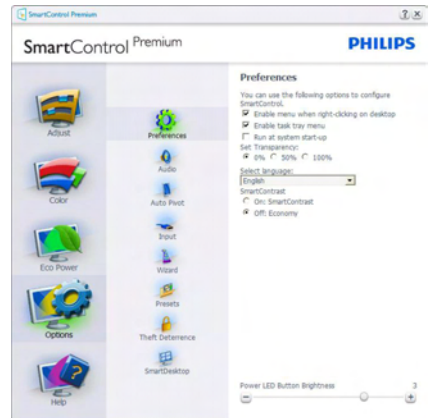 SmartControl Premium
SmartControl Premium
PHILIPS
Adjust
Color
Eco Power
Options
Help
Preferences
Audio
Auto Pivot
Input
Wizard
Presets
Theft Deterrence
SmartDesktop
Preferences
You can use the following options to configure
SmartControl.
Enable menu when right-clicking on desktop
Enable task tray menu
Run at system start-up
Set Transparency:
0% 50% 100%
Select language:
English
SmartContrast
On: SmartContrast
Off: Economy
Power LED Button Brightness 3